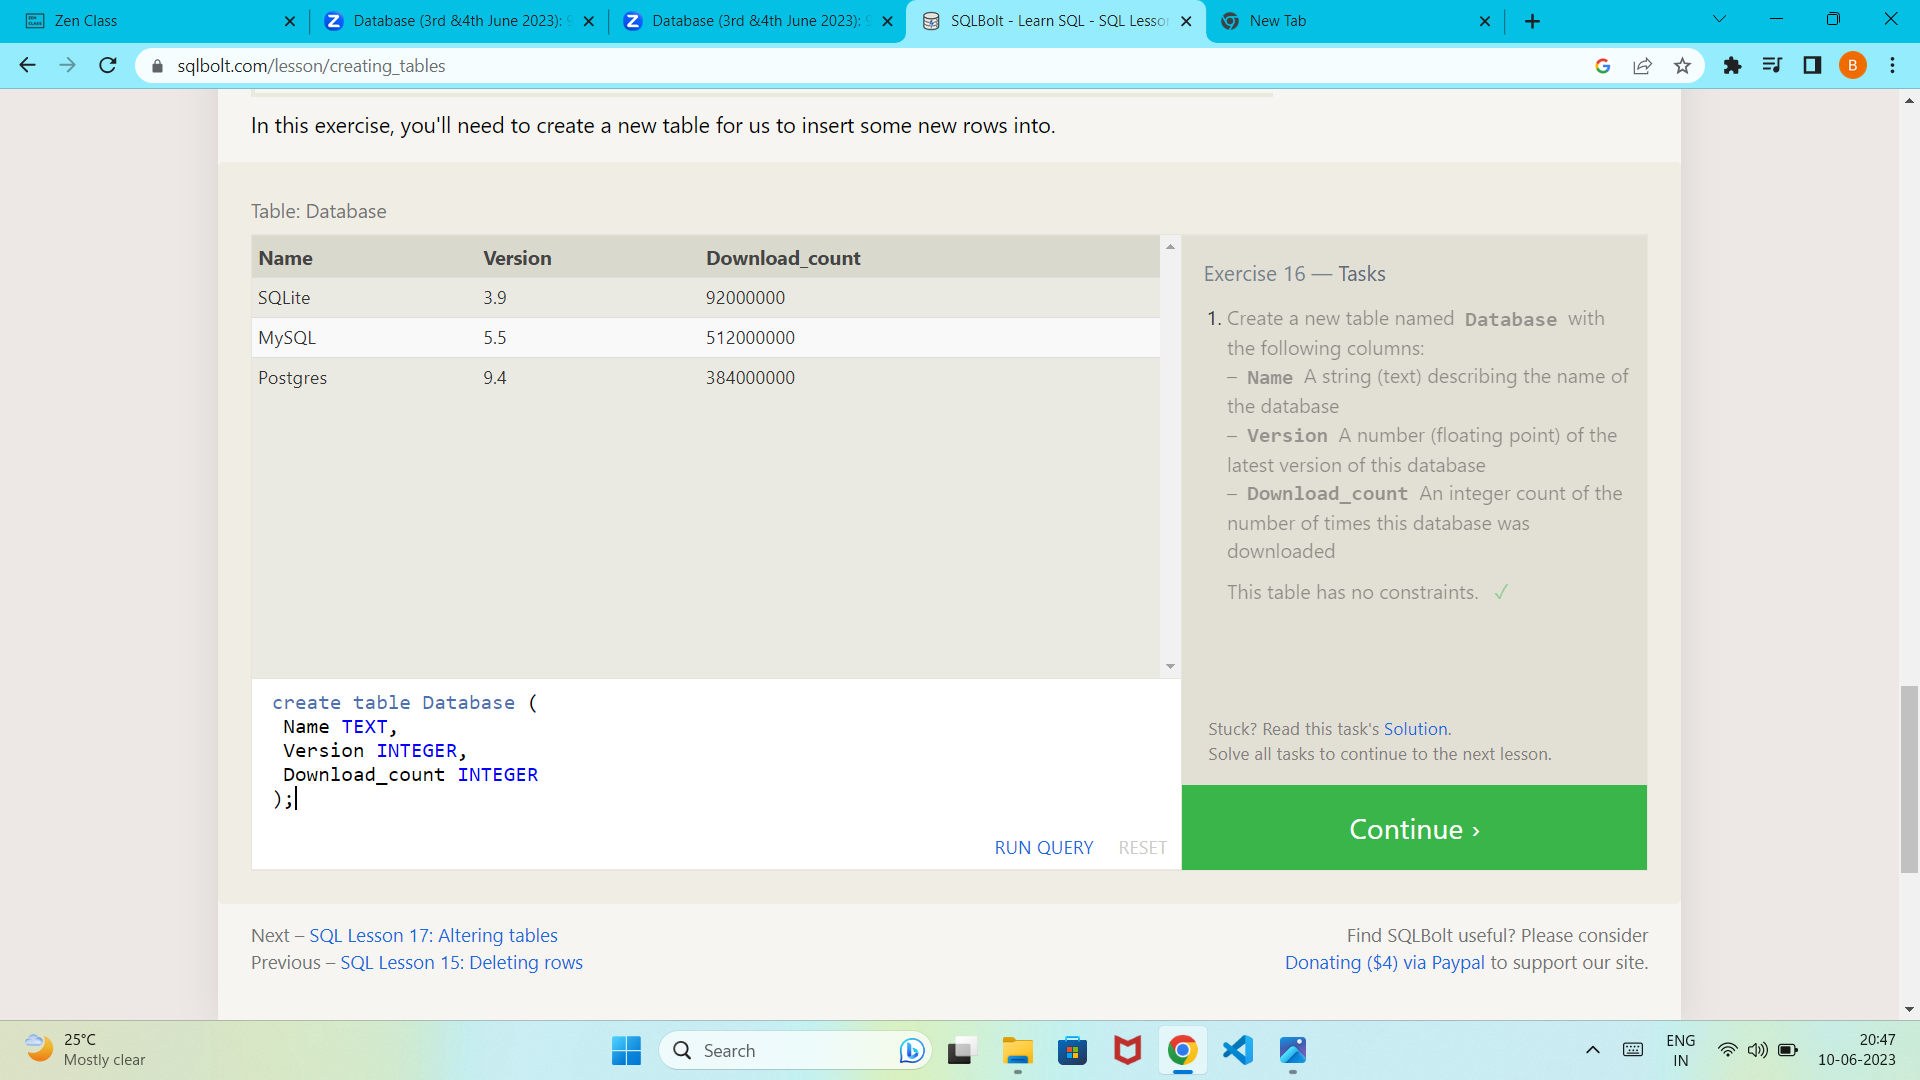 Zen Class
Database (3rd &4th June 2023):
Database (3rd &4th June 2023):
SQLBolt - Learn SQL - SQL Lesson
New Tab
sqlbolt.com/lesson/creating_tables
B
In this exercise, you'll need to create a new table for us to insert some new rows into.
Table: Database
Name Version Download_count
SQLite 3.9 92000000
MySQL 5.5 512000000
Postgres 9.4 384000000
Exercise 16 — Tasks
1. Create a new table named Database with
the following columns:
– Name A string (text) describing the name of
the database
– Version A number (floating point) of the
latest version of this database
– Download_count An integer count of the
number of times this database was
downloaded
This table has no constraints. ✓
create table Database (
Name TEXT,
Version INTEGER,
Download_count INTEGER
);
RUN QUERY RESET
Stuck? Read this task's Solution.
Solve all tasks to continue to the next lesson.
Continue ›
Next – SQL Lesson 17: Altering tables
Previous – SQL Lesson 15: Deleting rows
Find SQLBolt useful? Please consider
Donating ($4) via Paypal to support our site.
25°C
Mostly clear
Search
ENG
IN
20:47
10-06-2023